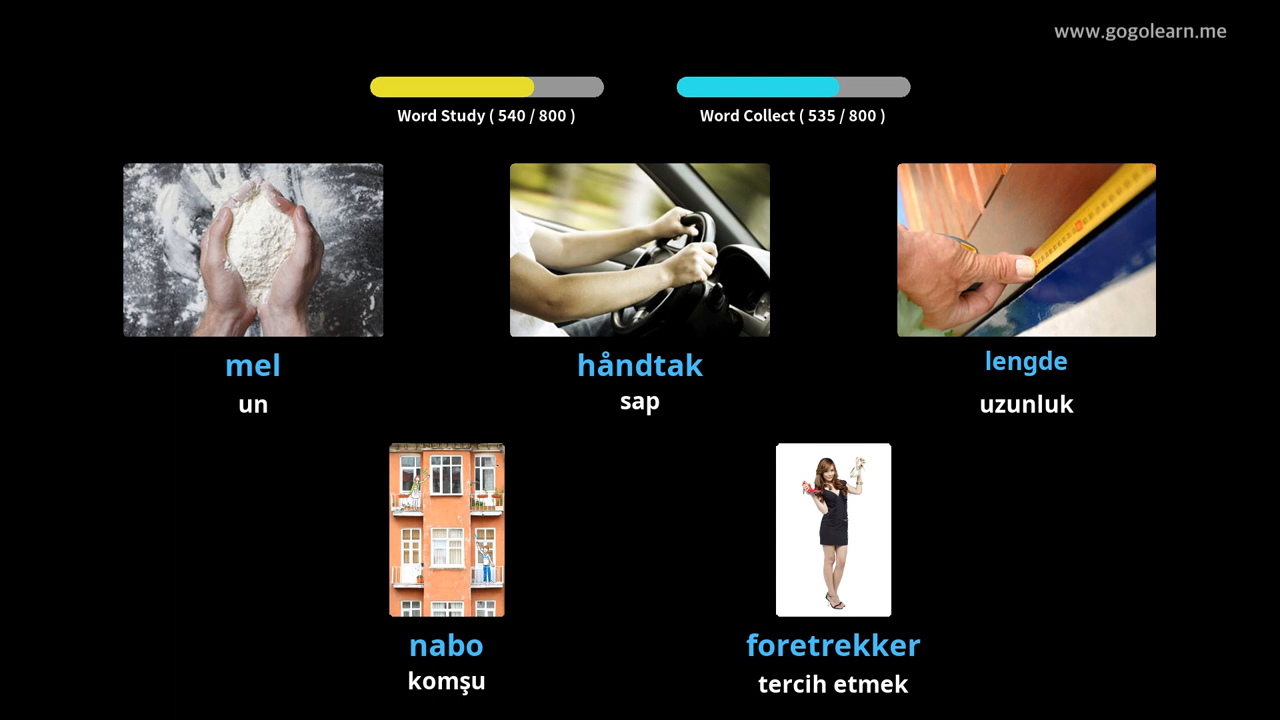 www.gogolearn.me
Word Study ( 540 / 800 )
Word Collect ( 535 / 800 )
mel
un
håndtak
sap
lengde
uzunluk
nabo
komşu
foretrekker
tercih etmek